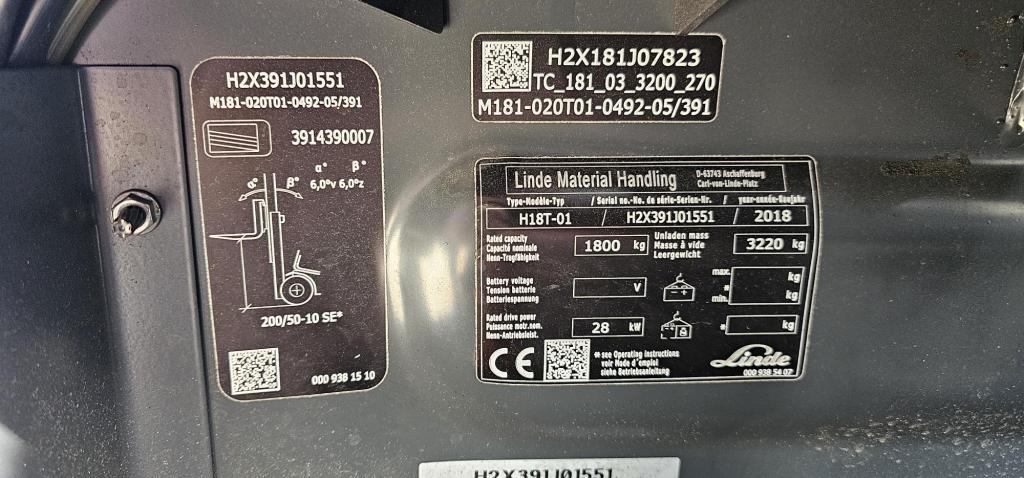 H2X391J01551
M181-020T01-0492-05/391
3914390007
α° β°
α° β° 6,0°v 6,0°z
200/50-10 SE*
000 938 15 10
H2X181J07823
TC_181_03_3200_270
M181-020T01-0492-05/391
Linde Material Handling
D-63743 Aschaffenburg
Carl-von-Linde-Platz
Type-Modèle-Typ / Serial no.-No. de série-Serien-Nr. / year-année-Baujahr
H18T-01 / H2X391J01551 / 2018
Rated capacity
Capacité nominale
Nenn-Tragfähigkeit
1800 kg
Unladen mass
Masse à vide
Leergewicht
3220 kg
Battery voltage
Tension batterie
Batteriespannung
V
max. kg
*
min. kg
Rated drive power
Puissance motr.nom.
Nenn-Antriebsleist.
28 kW
* kg
CE
* see Operating instructions
voir Mode d'emploi
siehe Betriebsanleitung
Linde
000 938 54 07
H2X391J01551